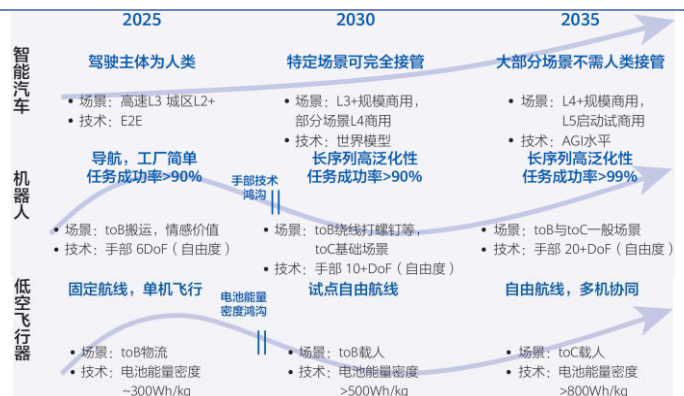 2025
2030
2035
智能汽车
驾驶主体为人类
• 场景：高速L3 城区L2+
• 技术：E2E
特定场景可完全接管
• 场景：L3+规模商用，
部分场景L4商用
• 技术：世界模型
大部分场景不需人类接管
• 场景：L4+规模商用，
L5启动试商用
• 技术：AGI水平
机器人
导航，工厂简单
任务成功率>90%
• 场景：toB搬运，情感价值
• 技术：手部 6DoF（自由度）
手部技术
鸿沟
长序列高泛化性
任务成功率>90%
• 场景：toB绕线打螺钉等，
toC基础场景
• 技术：手部 10+DoF（自由度）
长序列高泛化性
任务成功率>99%
• 场景：toB与toC一般场景
• 技术：手部 20+DoF（自由度）
低空飞行器
固定航线，单机飞行
• 场景：toB物流
• 技术：电池能量密度
~300Wh/kg
电池能量
密度鸿沟
试点自由航线
• 场景：toB载人
• 技术：电池能量密度
>500Wh/kg
自由航线，多机协同
• 场景：toC载人
• 技术：电池能量密度
>800Wh/kg